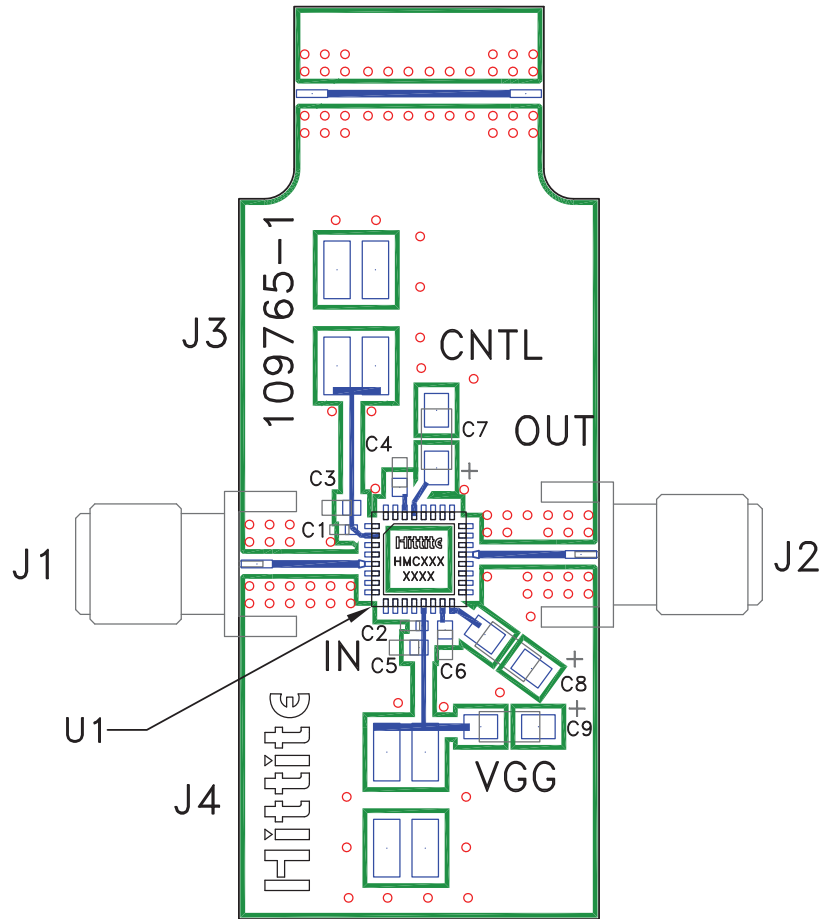 109765-1
J3
CNTL
C7
OUT
C4
+
C3
C1
J1
J2
Hittite
HMCXXX
XXXX
C2
IN
C5
C6
+
C8
+
C9
U1
VGG
J4
Hittite